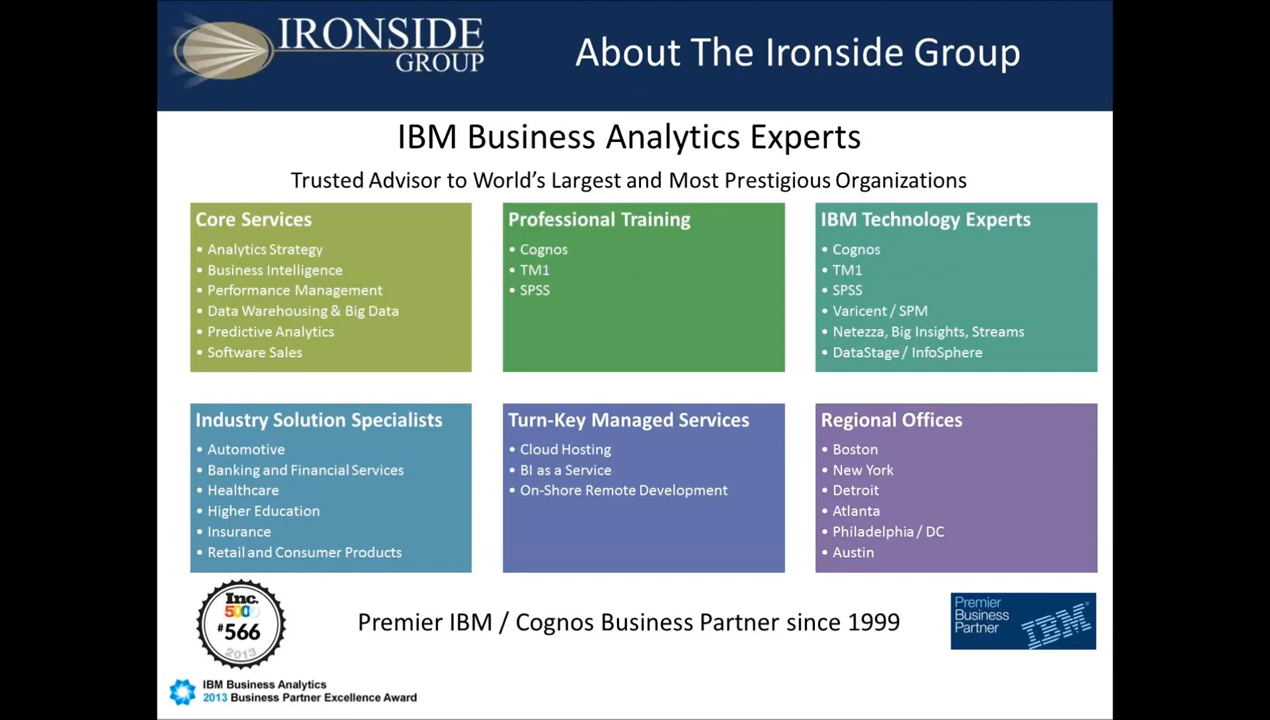 IRONSIDE
GROUP
About The Ironside Group
IBM Business Analytics Experts
Trusted Advisor to World's Largest and Most Prestigious Organizations
Core Services
• Analytics Strategy
• Business Intelligence
• Performance Management
• Data Warehousing & Big Data
• Predictive Analytics
• Software Sales
Professional Training
• Cognos
• TM1
• SPSS
IBM Technology Experts
• Cognos
• TM1
• SPSS
• Varicent / SPM
• Netezza, Big Insights, Streams
• DataStage / InfoSphere
Industry Solution Specialists
• Automotive
• Banking and Financial Services
• Healthcare
• Higher Education
• Insurance
• Retail and Consumer Products
Turn-Key Managed Services
• Cloud Hosting
• BI as a Service
• On-Shore Remote Development
Regional Offices
• Boston
• New York
• Detroit
• Atlanta
• Philadelphia / DC
• Austin
Inc.
5000
#566
2013
Premier IBM / Cognos Business Partner since 1999
Premier
Business
Partner
IBM®
IBM Business Analytics
2013 Business Partner Excellence Award